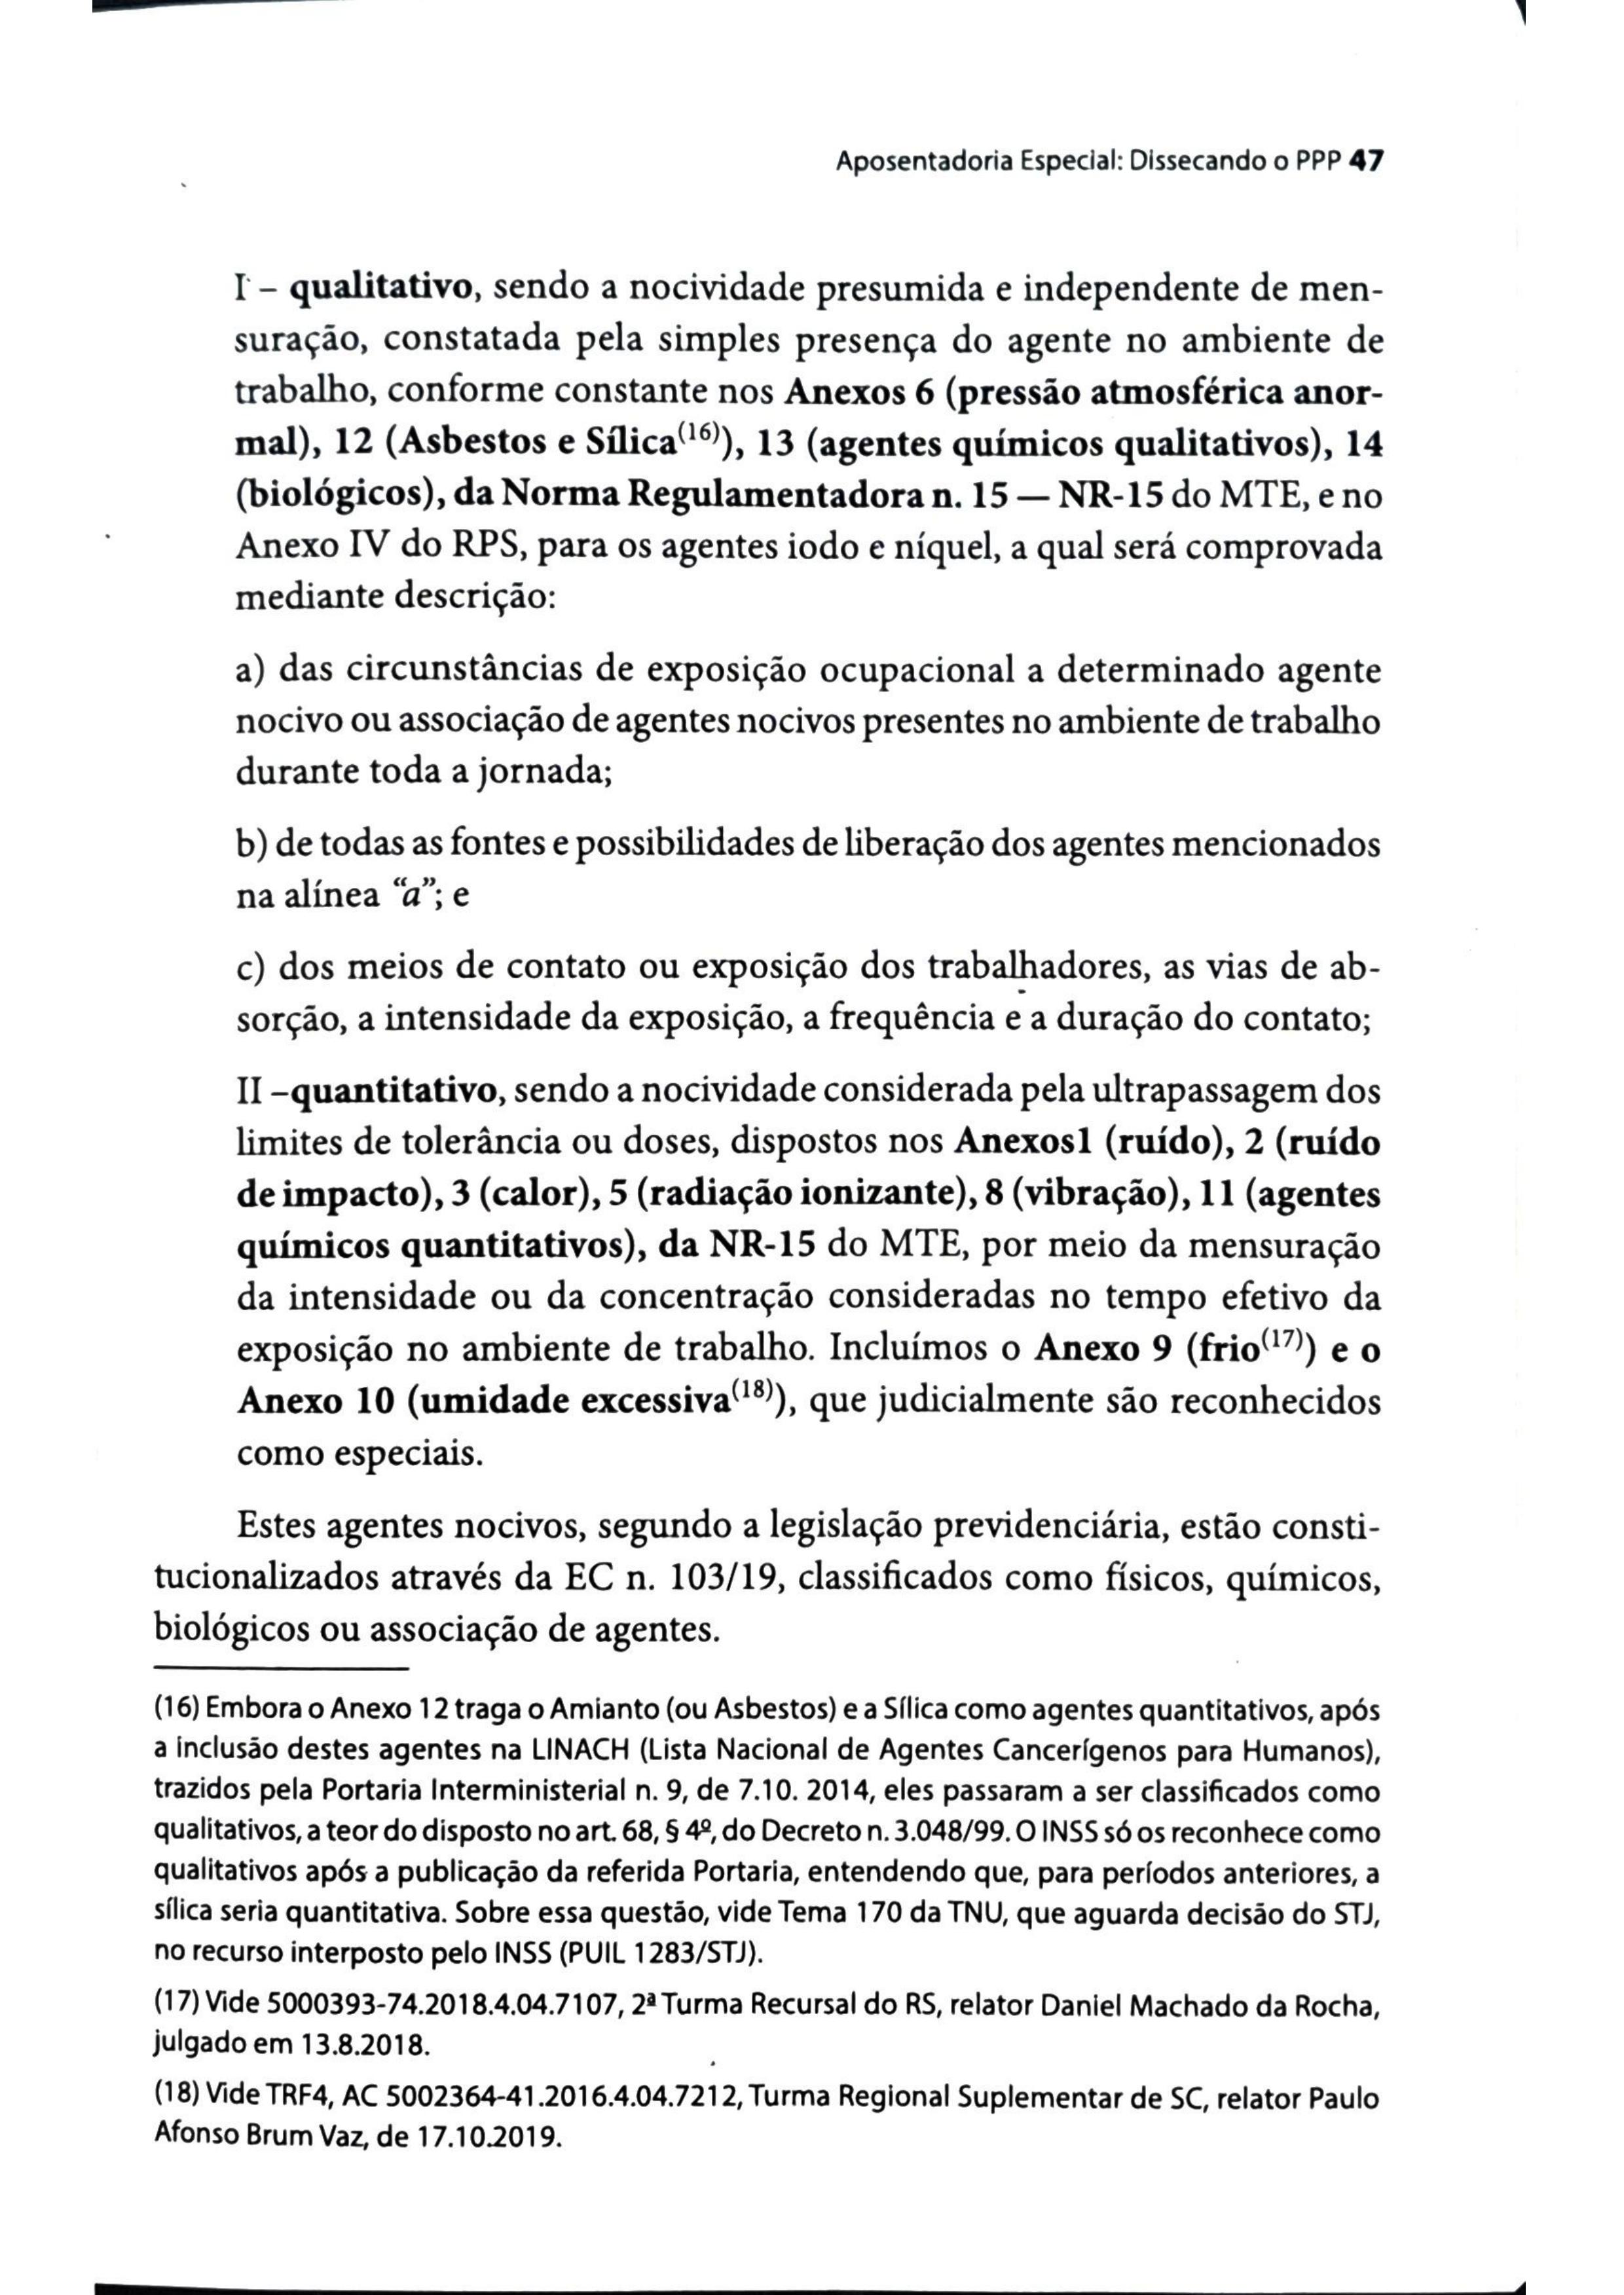 Aposentadoria Especial: Dissecando o PPP 47
I – qualitativo, sendo a nocividade presumida e independente de men-
suração, constatada pela simples presença do agente no ambiente de
trabalho, conforme constante nos Anexos 6 (pressão atmosférica anor-
mal), 12 (Asbestos e Sílica(16)), 13 (agentes químicos qualitativos), 14
(biológicos), da Norma Regulamentadora n. 15 — NR-15 do MTE, e no
Anexo IV do RPS, para os agentes iodo e níquel, a qual será comprovada
mediante descrição:
a) das circunstâncias de exposição ocupacional a determinado agente
nocivo ou associação de agentes nocivos presentes no ambiente de trabalho
durante toda a jornada;
b) de todas as fontes e possibilidades de liberação dos agentes mencionados
na alínea “a”; e
c) dos meios de contato ou exposição dos trabalhadores, as vias de ab-
sorção, a intensidade da exposição, a frequência e a duração do contato;
II –quantitativo, sendo a nocividade considerada pela ultrapassagem dos
limites de tolerância ou doses, dispostos nos Anexos1 (ruído), 2 (ruído
de impacto), 3 (calor), 5 (radiação ionizante), 8 (vibração), 11 (agentes
químicos quantitativos), da NR-15 do MTE, por meio da mensuração
da intensidade ou da concentração consideradas no tempo efetivo da
exposição no ambiente de trabalho. Incluímos o Anexo 9 (frio(17)) e o
Anexo 10 (umidade excessiva(18)), que judicialmente são reconhecidos
como especiais.
Estes agentes nocivos, segundo a legislação previdenciária, estão consti-
tucionalizados através da EC n. 103/19, classificados como físicos, químicos,
biológicos ou associação de agentes.
(16) Embora o Anexo 12 traga o Amianto (ou Asbestos) e a Sílica como agentes quantitativos, após
a inclusão destes agentes na LINACH (Lista Nacional de Agentes Cancerígenos para Humanos),
trazidos pela Portaria Interministerial n. 9, de 7.10. 2014, eles passaram a ser classificados como
qualitativos, a teor do disposto no art. 68, § 4º, do Decreto n. 3.048/99. O INSS só os reconhece como
qualitativos após a publicação da referida Portaria, entendendo que, para períodos anteriores, a
sílica seria quantitativa. Sobre essa questão, vide Tema 170 da TNU, que aguarda decisão do STJ,
no recurso interposto pelo INSS (PUIL 1283/STJ).
(17) Vide 5000393-74.2018.4.04.7107, 2ª Turma Recursal do RS, relator Daniel Machado da Rocha,
julgado em 13.8.2018.
(18) Vide TRF4, AC 5002364-41.2016.4.04.7212, Turma Regional Suplementar de SC, relator Paulo
Afonso Brum Vaz, de 17.10.2019.